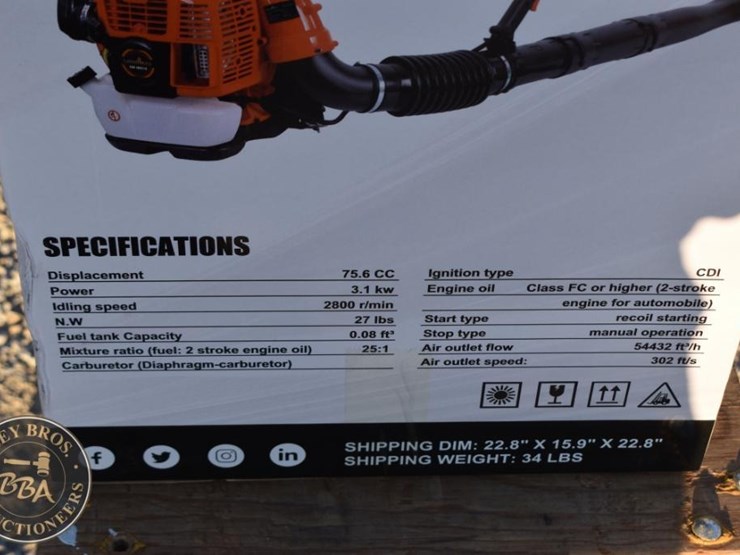 SPECIFICATIONS
Displacement 75.6 CC
Power 3.1 kw
Idling speed 2800 r/min
N.W 27 lbs
Fuel tank Capacity 0.08 ft³
Mixture ratio (fuel: 2 stroke engine oil) 25:1
Carburetor (Diaphragm-carburetor)
Ignition type CDI
Engine oil Class FC or higher (2-stroke
engine for automobile)
Start type recoil starting
Stop type manual operation
Air outlet flow 54432 ft³/h
Air outlet speed: 302 ft/s
f in
SHIPPING DIM: 22.8" X 15.9" X 22.8"
SHIPPING WEIGHT: 34 LBS
EY BROS.
BBA
CTIONEERS